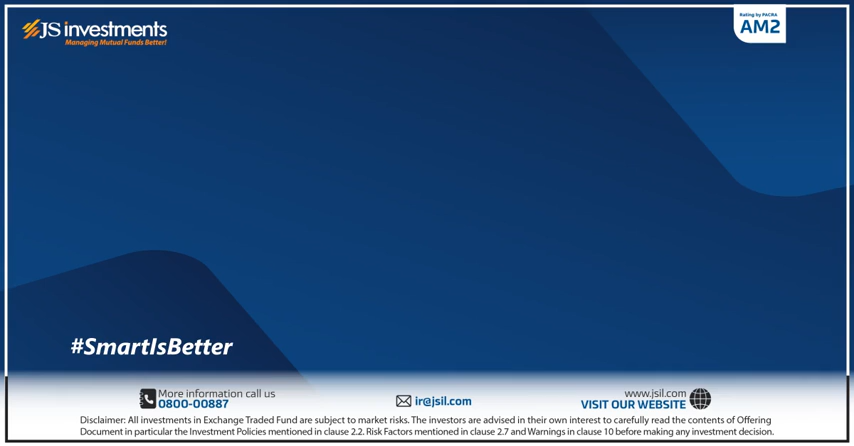 JS investments
Managing Mutual Funds Better!
Rating by PACRA
AM2
#SmartIsBetter
More information call us
0800-00887
ir@jsil.com
www.jsil.com
VISIT OUR WEBSITE
Disclaimer: All investments in Exchange Traded Fund are subject to market risks. The investors are advised in their own interest to carefully read the contents of Offering
Document in particular the Investment Policies mentioned in clause 2.2. Risk Factors mentioned in clause 2.7 and Warnings in clause 10 before making any investment decision.